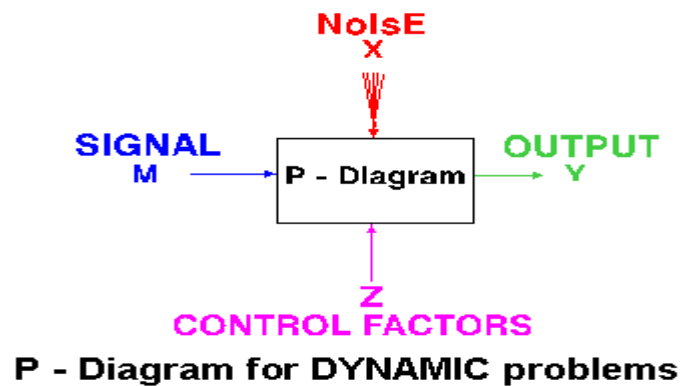 NoIsE
X
SIGNAL
M
P - DIagram
OUTPUT
Y
Z
CONTROL FACTORS
P - Diagram for DYNAMIC problems